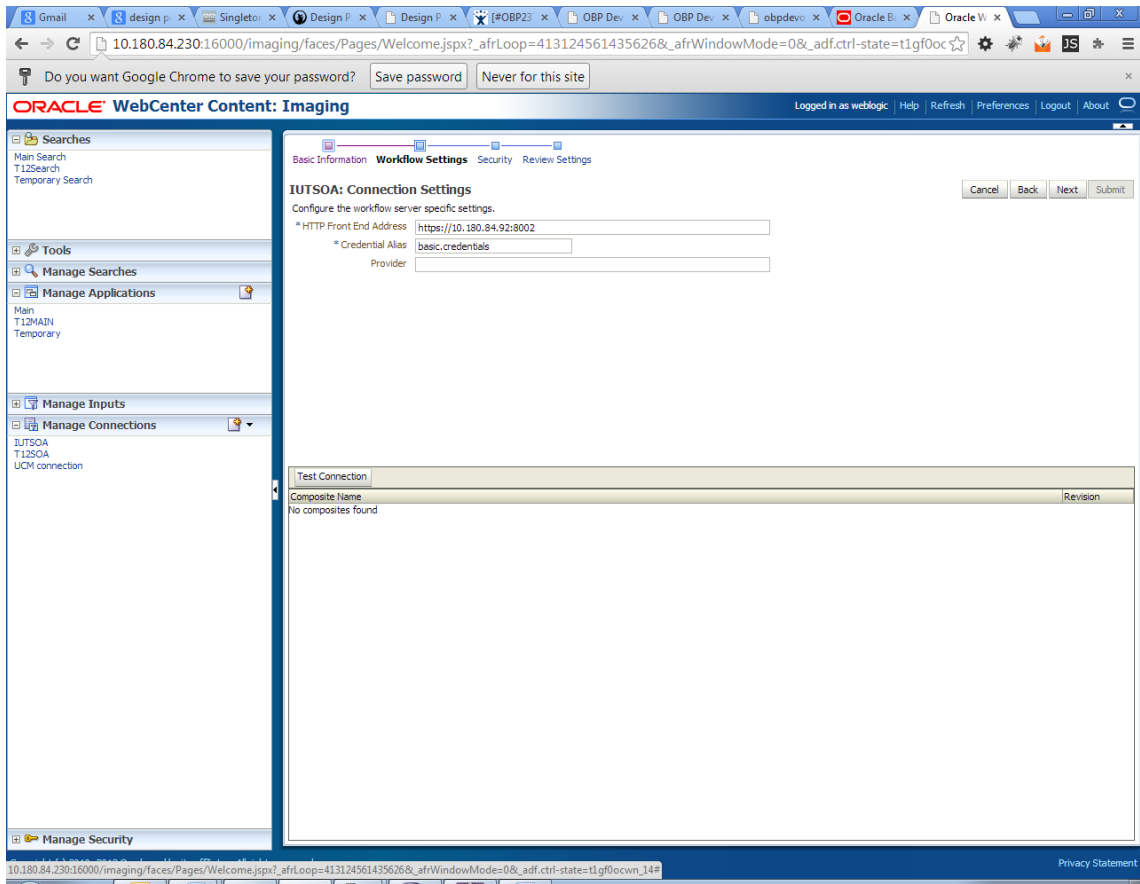 Gmail
design p
Singleton
Design P
Design P
[#OBP23
OBP Dev
OBP Dev
obpdevo
Oracle B
Oracle W
10.180.84.230:16000/imaging/faces/Pages/Welcome.jspx?_afrLoop=413124561435626&_afrWindowMode=0&_adf.ctrl-state=t1gf0oc
JS
Do you want Google Chrome to save your password? Save password Never for this site
ORACLE WebCenter Content: Imaging
Logged in as weblogic Help Refresh Preferences Logout About
Searches
Main Search
T12Search
Temporary Search
Tools
Manage Searches
Manage Applications
Main
T12MAIN
Temporary
Manage Inputs
Manage Connections
IUTSOA
T12SOA
UCM connection
Manage Security
Basic Information Workflow Settings Security Review Settings
IUTSOA: Connection Settings
Cancel Back Next Submit
Configure the workflow server specific settings.
* HTTP Front End Address https://10.180.84.92:8002
* Credential Alias basic.credentials
Provider
Test Connection
Composite Name Revision
No composites found
Privacy Statement
10.180.84.230:16000/imaging/faces/Pages/Welcome.jspx?_afrLoop=413124561435626&_afrWindowMode=0&_adf.ctrl-state=t1gf0ocwn_14#